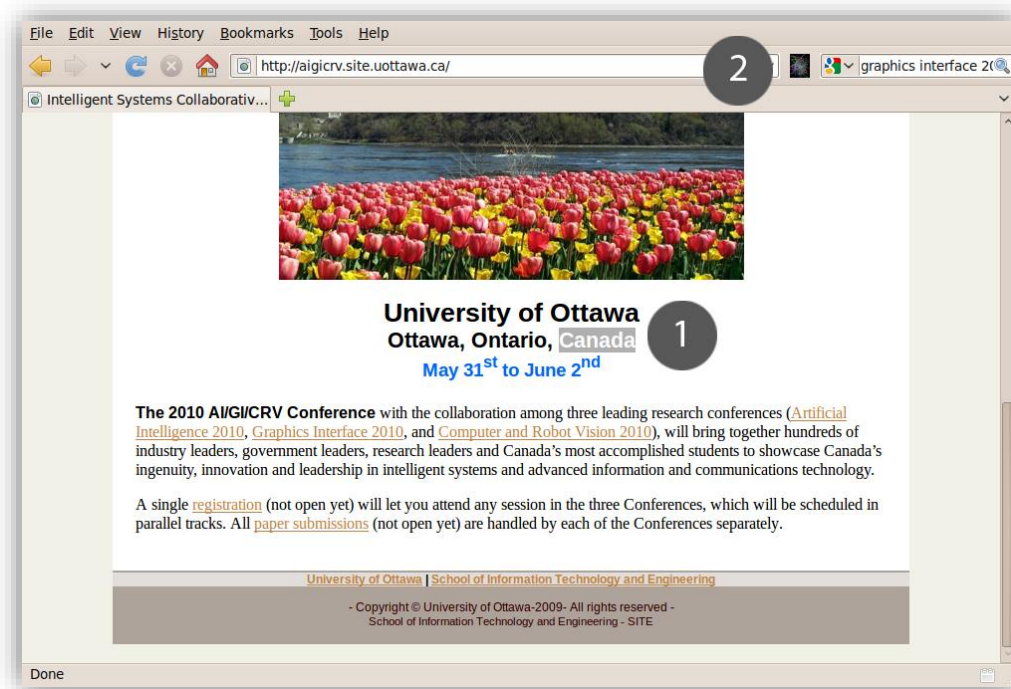 File Edit View History Bookmarks Tools Help
http://aigicrv.site.uottawa.ca/
2
graphics interface 20
Intelligent Systems Collaborativ...
University of Ottawa
Ottawa, Ontario, Canada
1
May 31st to June 2nd
The 2010 AI/GI/CRV Conference with the collaboration among three leading research conferences (Artificial
Intelligence 2010, Graphics Interface 2010, and Computer and Robot Vision 2010), will bring together hundreds of
industry leaders, government leaders, research leaders and Canada’s most accomplished students to showcase Canada’s
ingenuity, innovation and leadership in intelligent systems and advanced information and communications technology.
A single registration (not open yet) will let you attend any session in the three Conferences, which will be scheduled in
parallel tracks. All paper submissions (not open yet) are handled by each of the Conferences separately.
University of Ottawa | School of Information Technology and Engineering
- Copyright © University of Ottawa-2009- All rights reserved -
School of Information Technology and Engineering - SITE
Done